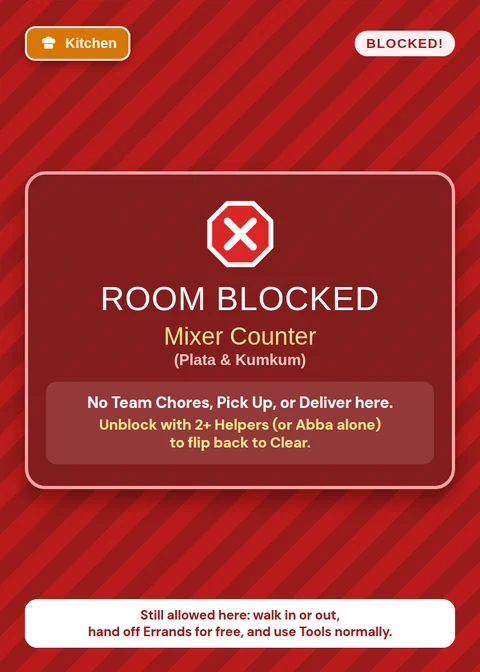 Kitchen
BLOCKED!
ROOM BLOCKED
Mixer Counter
(Plata & Kumkum)
No Team Chores, Pick Up, or Deliver here.
Unblock with 2+ Helpers (or Abba alone)
to flip back to Clear.
Still allowed here: walk in or out,
hand off Errands for free, and use Tools normally.